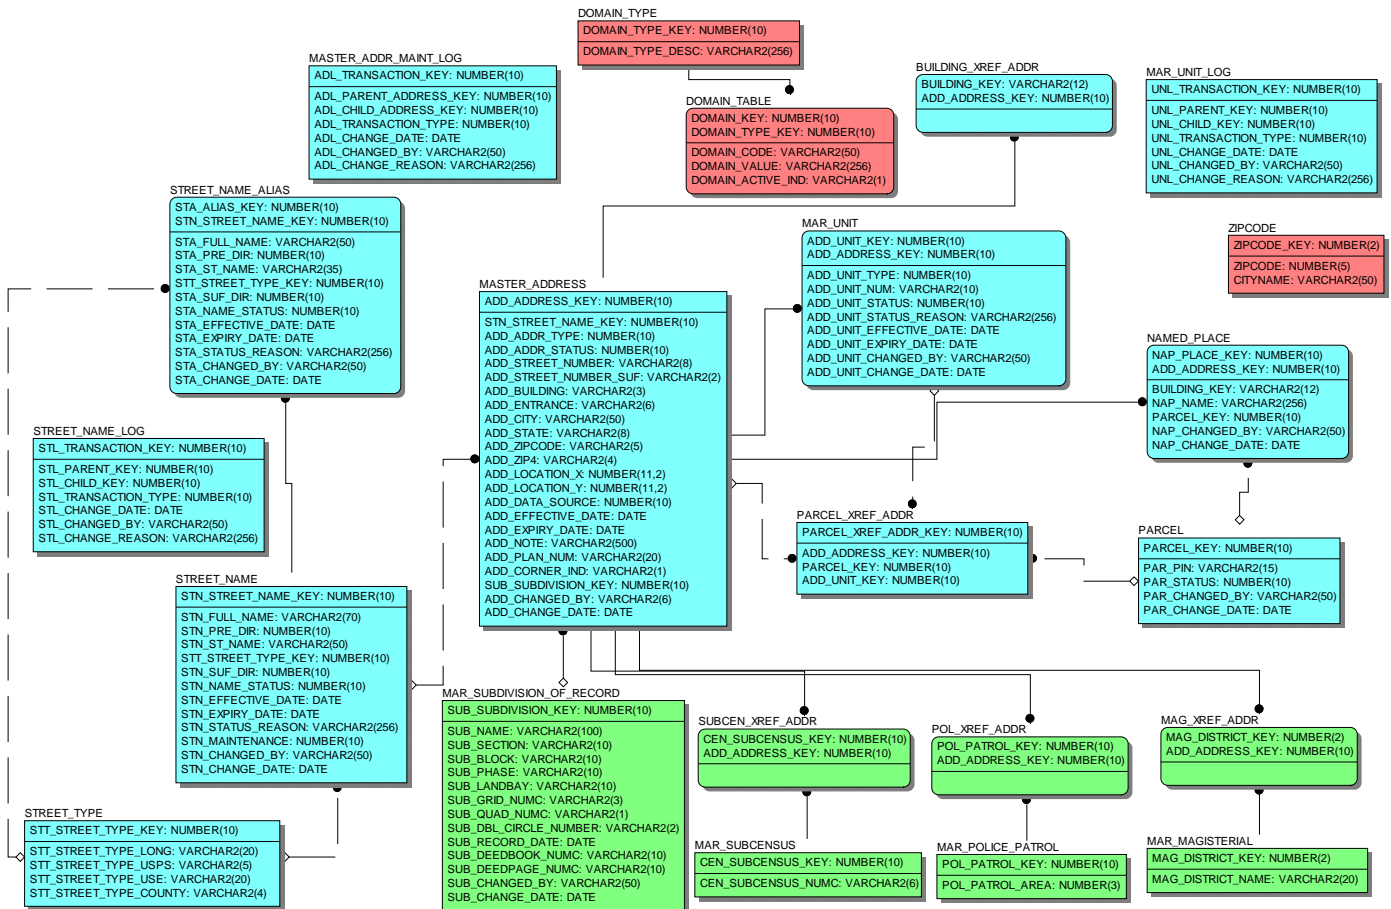 DOMAIN_TYPE
DOMAIN_TYPE_KEY: NUMBER(10)
DOMAIN_TYPE_DESC: VARCHAR2(256)
MASTER_ADDR_MAINT_LOG
ADL_TRANSACTION_KEY: NUMBER(10)
ADL_PARENT_ADDRESS_KEY: NUMBER(10)
ADL_CHILD_ADDRESS_KEY: NUMBER(10)
ADL_TRANSACTION_TYPE: NUMBER(10)
ADL_CHANGE_DATE: DATE
ADL_CHANGED_BY: VARCHAR2(50)
ADL_CHANGE_REASON: VARCHAR2(256)
DOMAIN_TABLE
DOMAIN_KEY: NUMBER(10)
DOMAIN_TYPE_KEY: NUMBER(10)
DOMAIN_CODE: VARCHAR2(50)
DOMAIN_VALUE: VARCHAR2(256)
DOMAIN_ACTIVE_IND: VARCHAR2(1)
BUILDING_XREF_ADDR
BUILDING_KEY: VARCHAR2(12)
ADD_ADDRESS_KEY: NUMBER(10)
MAR_UNIT_LOG
UNL_TRANSACTION_KEY: NUMBER(10)
UNL_PARENT_KEY: NUMBER(10)
UNL_CHILD_KEY: NUMBER(10)
UNL_TRANSACTION_TYPE: NUMBER(10)
UNL_CHANGE_DATE: DATE
UNL_CHANGED_BY: VARCHAR2(50)
UNL_CHANGE_REASON: VARCHAR2(256)
STREET_NAME_ALIAS
STA_ALIAS_KEY: NUMBER(10)
STN_STREET_NAME_KEY: NUMBER(10)
STA_FULL_NAME: VARCHAR2(50)
STA_PRE_DIR: NUMBER(10)
STA_ST_NAME: VARCHAR2(35)
STT_STREET_TYPE_KEY: NUMBER(10)
STA_SUF_DIR: NUMBER(10)
STA_NAME_STATUS: NUMBER(10)
STA_EFFECTIVE_DATE: DATE
STA_EXPIRY_DATE: DATE
STA_STATUS_REASON: VARCHAR2(256)
STA_CHANGED_BY: VARCHAR2(50)
STA_CHANGE_DATE: DATE
MAR_UNIT
ADD_UNIT_KEY: NUMBER(10)
ADD_ADDRESS_KEY: NUMBER(10)
ADD_UNIT_TYPE: NUMBER(10)
ADD_UNIT_NUM: VARCHAR2(10)
ADD_UNIT_STATUS: NUMBER(10)
ADD_UNIT_STATUS_REASON: VARCHAR2(256)
ADD_UNIT_EFFECTIVE_DATE: DATE
ADD_UNIT_EXPIRY_DATE: DATE
ADD_UNIT_CHANGED_BY: VARCHAR2(50)
ADD_UNIT_CHANGE_DATE: DATE
ZIPCODE
ZIPCODE_KEY: NUMBER(2)
ZIPCODE: NUMBER(5)
CITYNAME: VARCHAR2(50)
MASTER_ADDRESS
ADD_ADDRESS_KEY: NUMBER(10)
STN_STREET_NAME_KEY: NUMBER(10)
ADD_ADDR_TYPE: NUMBER(10)
ADD_ADDR_STATUS: NUMBER(10)
ADD_STREET_NUMBER: VARCHAR2(8)
ADD_STREET_NUMBER_SUF: VARCHAR2(2)
ADD_BUILDING: VARCHAR2(3)
ADD_ENTRANCE: VARCHAR2(6)
ADD_CITY: VARCHAR2(50)
ADD_STATE: VARCHAR2(8)
ADD_ZIPCODE: VARCHAR2(5)
ADD_ZIP4: VARCHAR2(4)
ADD_LOCATION_X: NUMBER(11,2)
ADD_LOCATION_Y: NUMBER(11,2)
ADD_DATA_SOURCE: NUMBER(10)
ADD_EFFECTIVE_DATE: DATE
ADD_EXPIRY_DATE: DATE
ADD_NOTE: VARCHAR2(500)
ADD_PLAN_NUM: VARCHAR2(20)
ADD_CORNER_IND: VARCHAR2(1)
SUB_SUBDIVISION_KEY: NUMBER(10)
ADD_CHANGED_BY: VARCHAR2(6)
ADD_CHANGE_DATE: DATE
NAMED_PLACE
NAP_PLACE_KEY: NUMBER(10)
ADD_ADDRESS_KEY: NUMBER(10)
BUILDING_KEY: VARCHAR2(12)
NAP_NAME: VARCHAR2(256)
PARCEL_KEY: NUMBER(10)
NAP_CHANGED_BY: VARCHAR2(50)
NAP_CHANGE_DATE: DATE
STREET_NAME_LOG
STL_TRANSACTION_KEY: NUMBER(10)
STL_PARENT_KEY: NUMBER(10)
STL_CHILD_KEY: NUMBER(10)
STL_TRANSACTION_TYPE: NUMBER(10)
STL_CHANGE_DATE: DATE
STL_CHANGED_BY: VARCHAR2(50)
STL_CHANGE_REASON: VARCHAR2(256)
PARCEL_XREF_ADDR
PARCEL_XREF_ADDR_KEY: NUMBER(10)
ADD_ADDRESS_KEY: NUMBER(10)
PARCEL_KEY: NUMBER(10)
ADD_UNIT_KEY: NUMBER(10)
PARCEL
PARCEL_KEY: NUMBER(10)
PAR_PIN: VARCHAR2(15)
PAR_STATUS: NUMBER(10)
PAR_CHANGED_BY: VARCHAR2(50)
PAR_CHANGE_DATE: DATE
STREET_NAME
STN_STREET_NAME_KEY: NUMBER(10)
STN_FULL_NAME: VARCHAR2(70)
STN_PRE_DIR: NUMBER(10)
STN_ST_NAME: VARCHAR2(50)
STT_STREET_TYPE_KEY: NUMBER(10)
STN_SUF_DIR: NUMBER(10)
STN_NAME_STATUS: NUMBER(10)
STN_EFFECTIVE_DATE: DATE
STN_EXPIRY_DATE: DATE
STN_STATUS_REASON: VARCHAR2(256)
STN_MAINTENANCE: NUMBER(10)
STN_CHANGED_BY: VARCHAR2(50)
STN_CHANGE_DATE: DATE
MAR_SUBDIVISION_OF_RECORD
SUB_SUBDIVISION_KEY: NUMBER(10)
SUB_NAME: VARCHAR2(100)
SUB_SECTION: VARCHAR2(10)
SUB_BLOCK: VARCHAR2(10)
SUB_PHASE: VARCHAR2(10)
SUB_LANDBAY: VARCHAR2(10)
SUB_GRID_NUMC: VARCHAR2(3)
SUB_QUAD_NUMC: VARCHAR2(1)
SUB_DBL_CIRCLE_NUMBER: VARCHAR2(2)
SUB_RECORD_DATE: DATE
SUB_DEEDBOOK_NUMC: VARCHAR2(10)
SUB_DEEDPAGE_NUMC: VARCHAR2(10)
SUB_CHANGED_BY: VARCHAR2(50)
SUB_CHANGE_DATE: DATE
SUBCEN_XREF_ADDR
CEN_SUBCENSUS_KEY: NUMBER(10)
ADD_ADDRESS_KEY: NUMBER(10)
POL_XREF_ADDR
POL_PATROL_KEY: NUMBER(10)
ADD_ADDRESS_KEY: NUMBER(10)
MAG_XREF_ADDR
MAG_DISTRICT_KEY: NUMBER(2)
ADD_ADDRESS_KEY: NUMBER(10)
STREET_TYPE
STT_STREET_TYPE_KEY: NUMBER(10)
STT_STREET_TYPE_LONG: VARCHAR2(20)
STT_STREET_TYPE_USPS: VARCHAR2(5)
STT_STREET_TYPE_USE: VARCHAR2(20)
STT_STREET_TYPE_COUNTY: VARCHAR2(4)
MAR_SUBCENSUS
CEN_SUBCENSUS_KEY: NUMBER(10)
CEN_SUBCENSUS_NUMC: VARCHAR2(6)
MAR_POLICE_PATROL
POL_PATROL_KEY: NUMBER(10)
POL_PATROL_AREA: NUMBER(3)
MAR_MAGISTERIAL
MAG_DISTRICT_KEY: NUMBER(2)
MAG_DISTRICT_NAME: VARCHAR2(20)